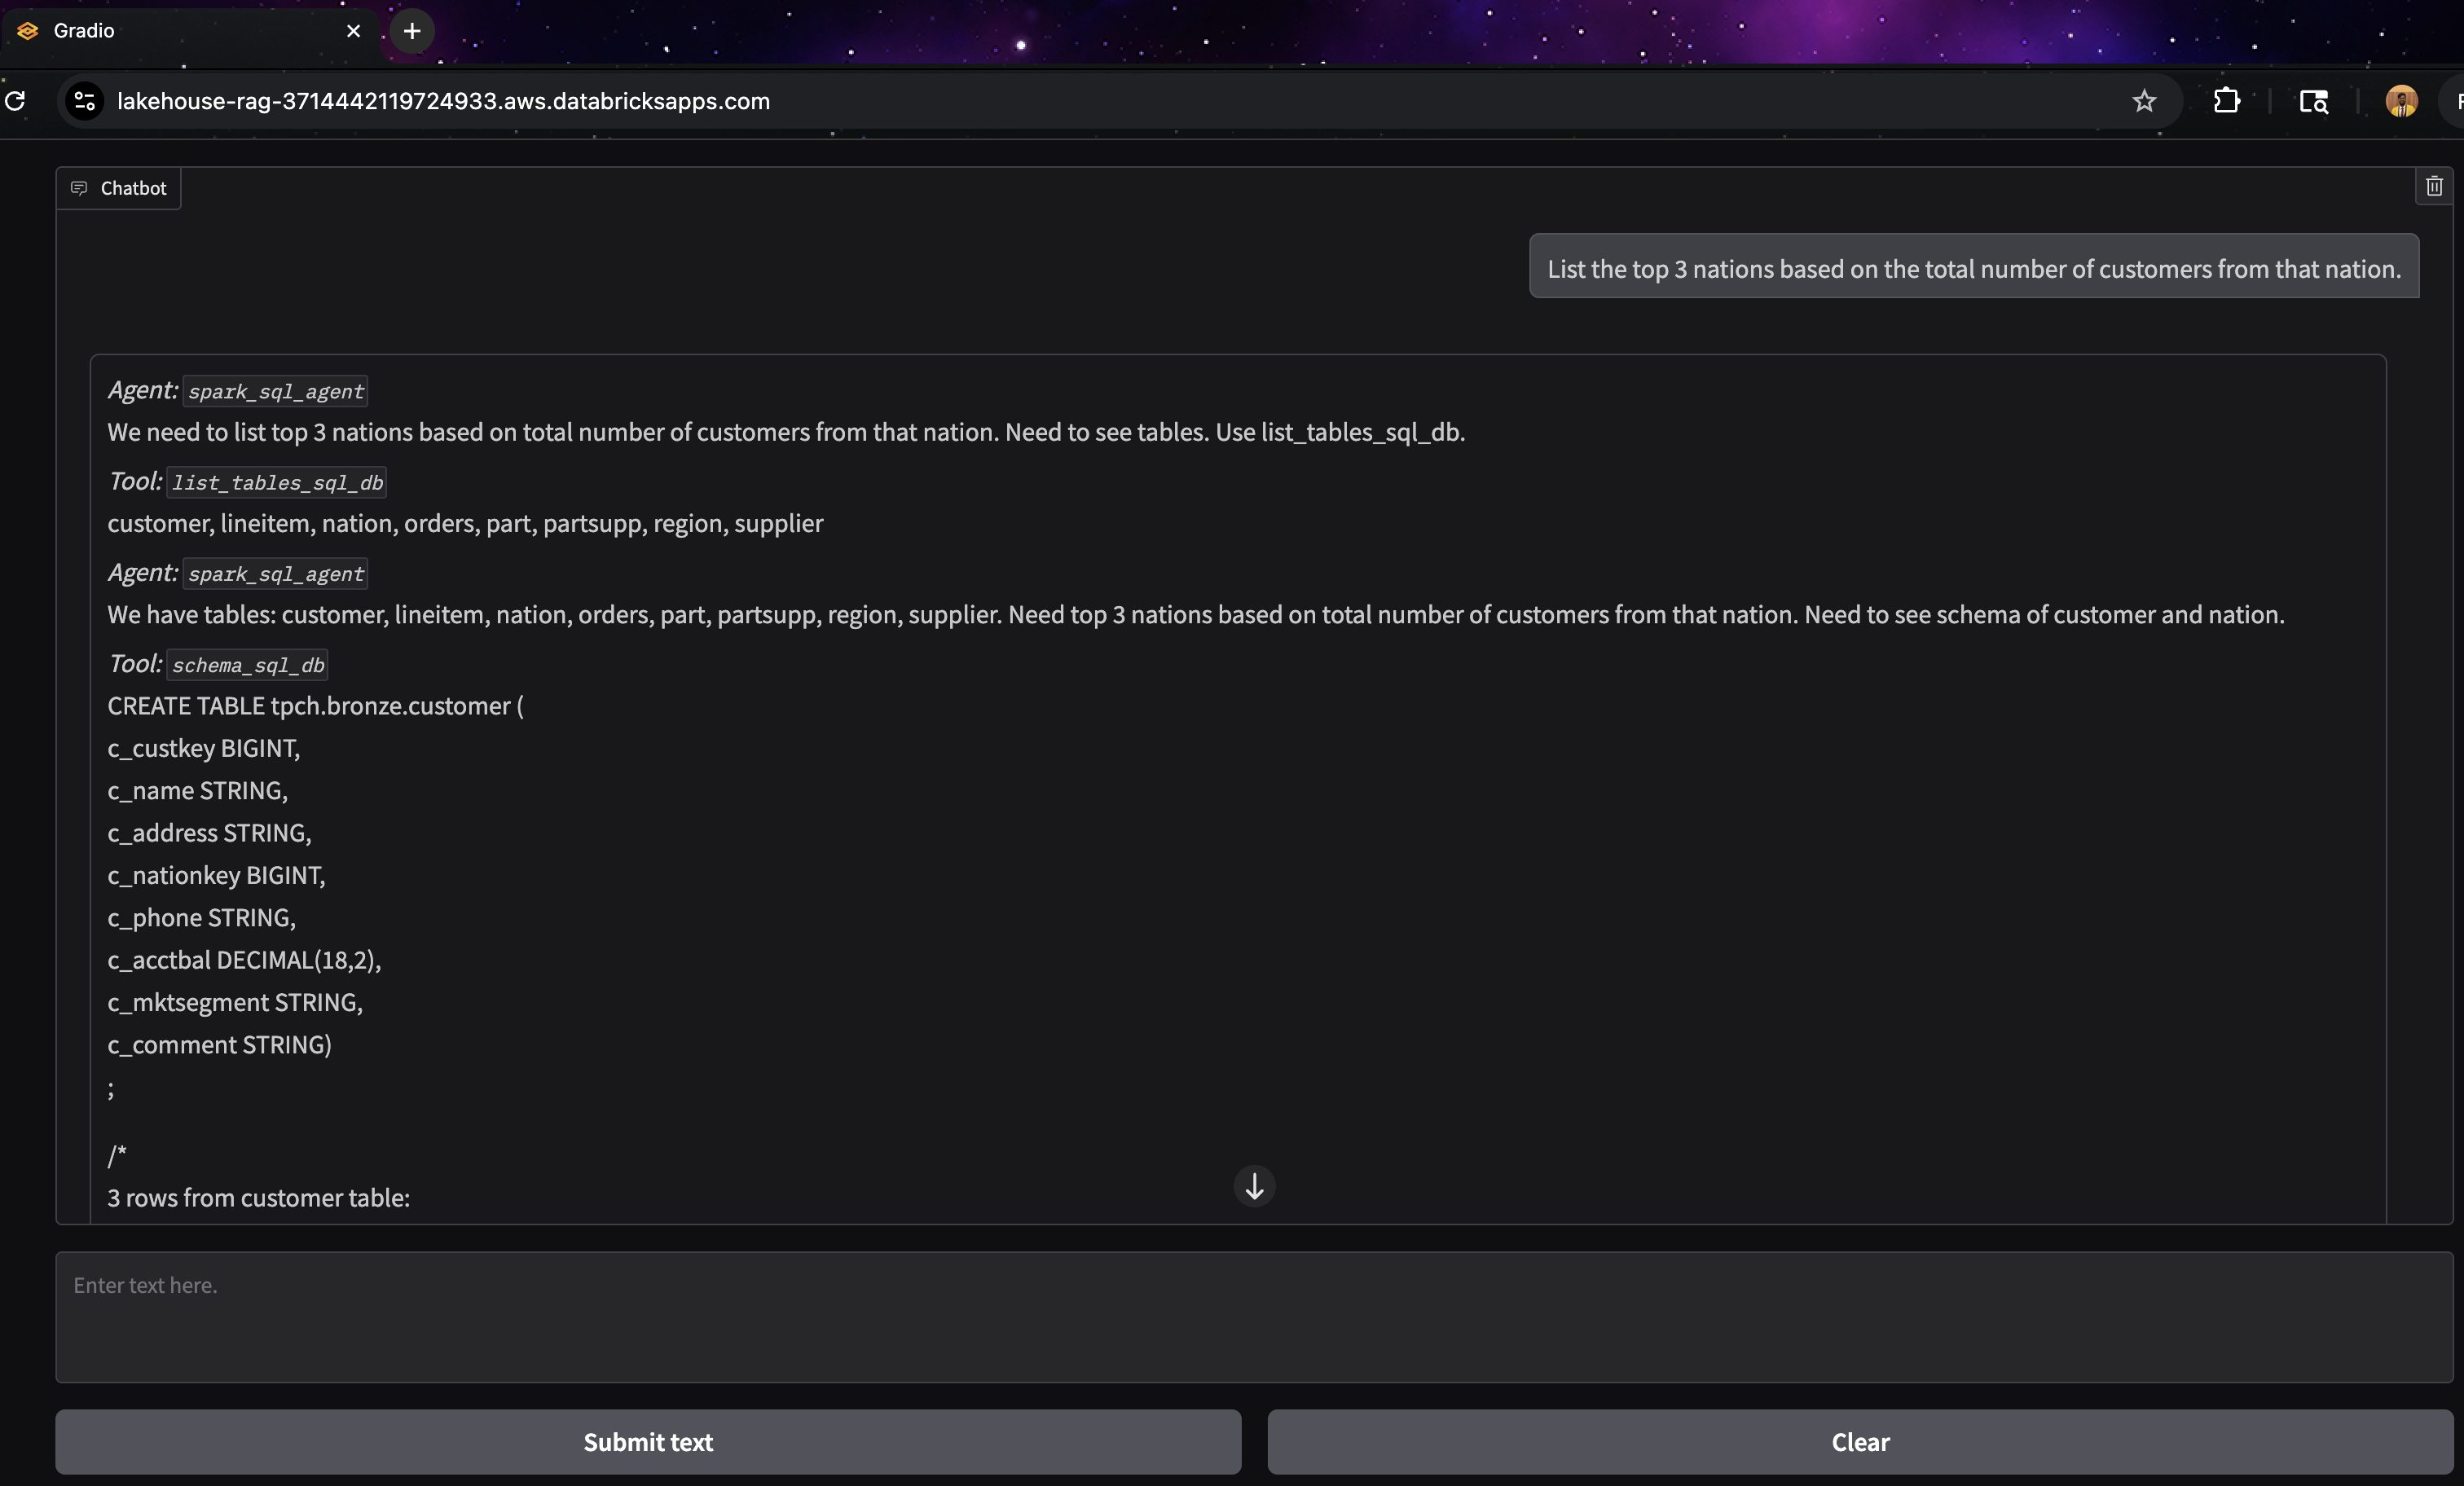 Gradio
lakehouse-rag-3714442119724933.aws.databricksapps.com
Chatbot
List the top 3 nations based on the total number of customers from that nation.
Agent: spark_sql_agent
We need to list top 3 nations based on total number of customers from that nation. Need to see tables. Use list_tables_sql_db.
Tool: list_tables_sql_db
customer, lineitem, nation, orders, part, partsupp, region, supplier
Agent: spark_sql_agent
We have tables: customer, lineitem, nation, orders, part, partsupp, region, supplier. Need top 3 nations based on total number of customers from that nation. Need to see schema of customer and nation.
Tool: schema_sql_db
CREATE TABLE tpch.bronze.customer (
c_custkey BIGINT,
c_name STRING,
c_address STRING,
c_nationkey BIGINT,
c_phone STRING,
c_acctbal DECIMAL(18,2),
c_mktsegment STRING,
c_comment STRING)
;
/*
3 rows from customer table:
Enter text here.
Submit text
Clear